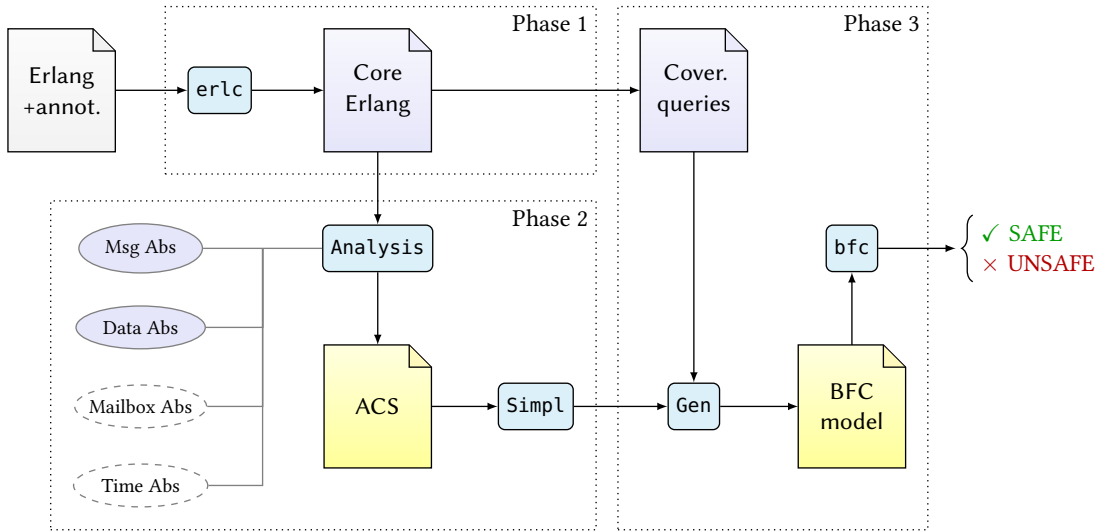 Phase 1
Phase 3
Erlang
+annot.
erlc
Core
Erlang
Cover.
queries
Phase 2
Msg Abs
Analysis
bfc
✓ SAFE
× UNSAFE
Data Abs
Mailbox Abs
ACS
Simpl
Gen
BFC
model
Time Abs